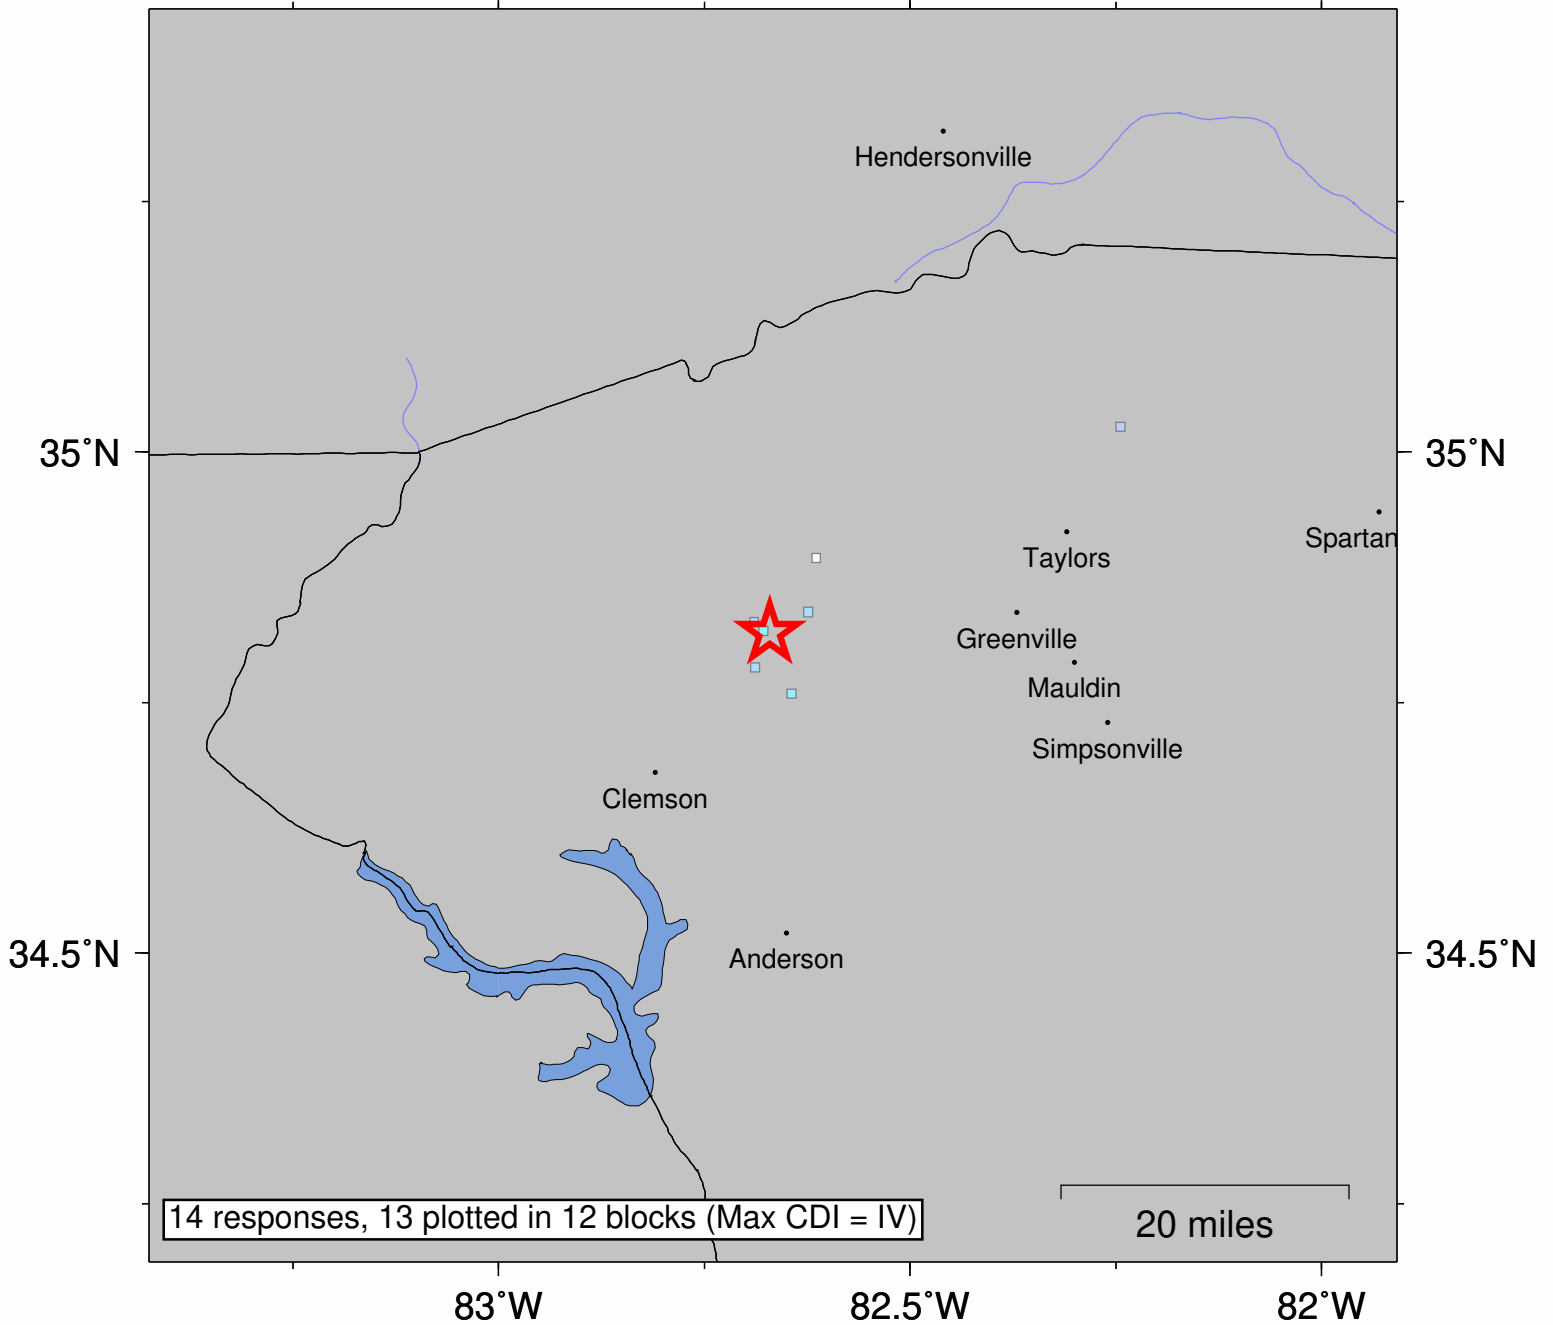 Hendersonville
35°N
35°N
Spartan
Taylors
Greenville
Mauldin
Simpsonville
Clemson
34.5°N
Anderson
34.5°N
14 responses, 13 plotted in 12 blocks (Max CDI = IV)
20 miles
83°W
82.5°W
82°W